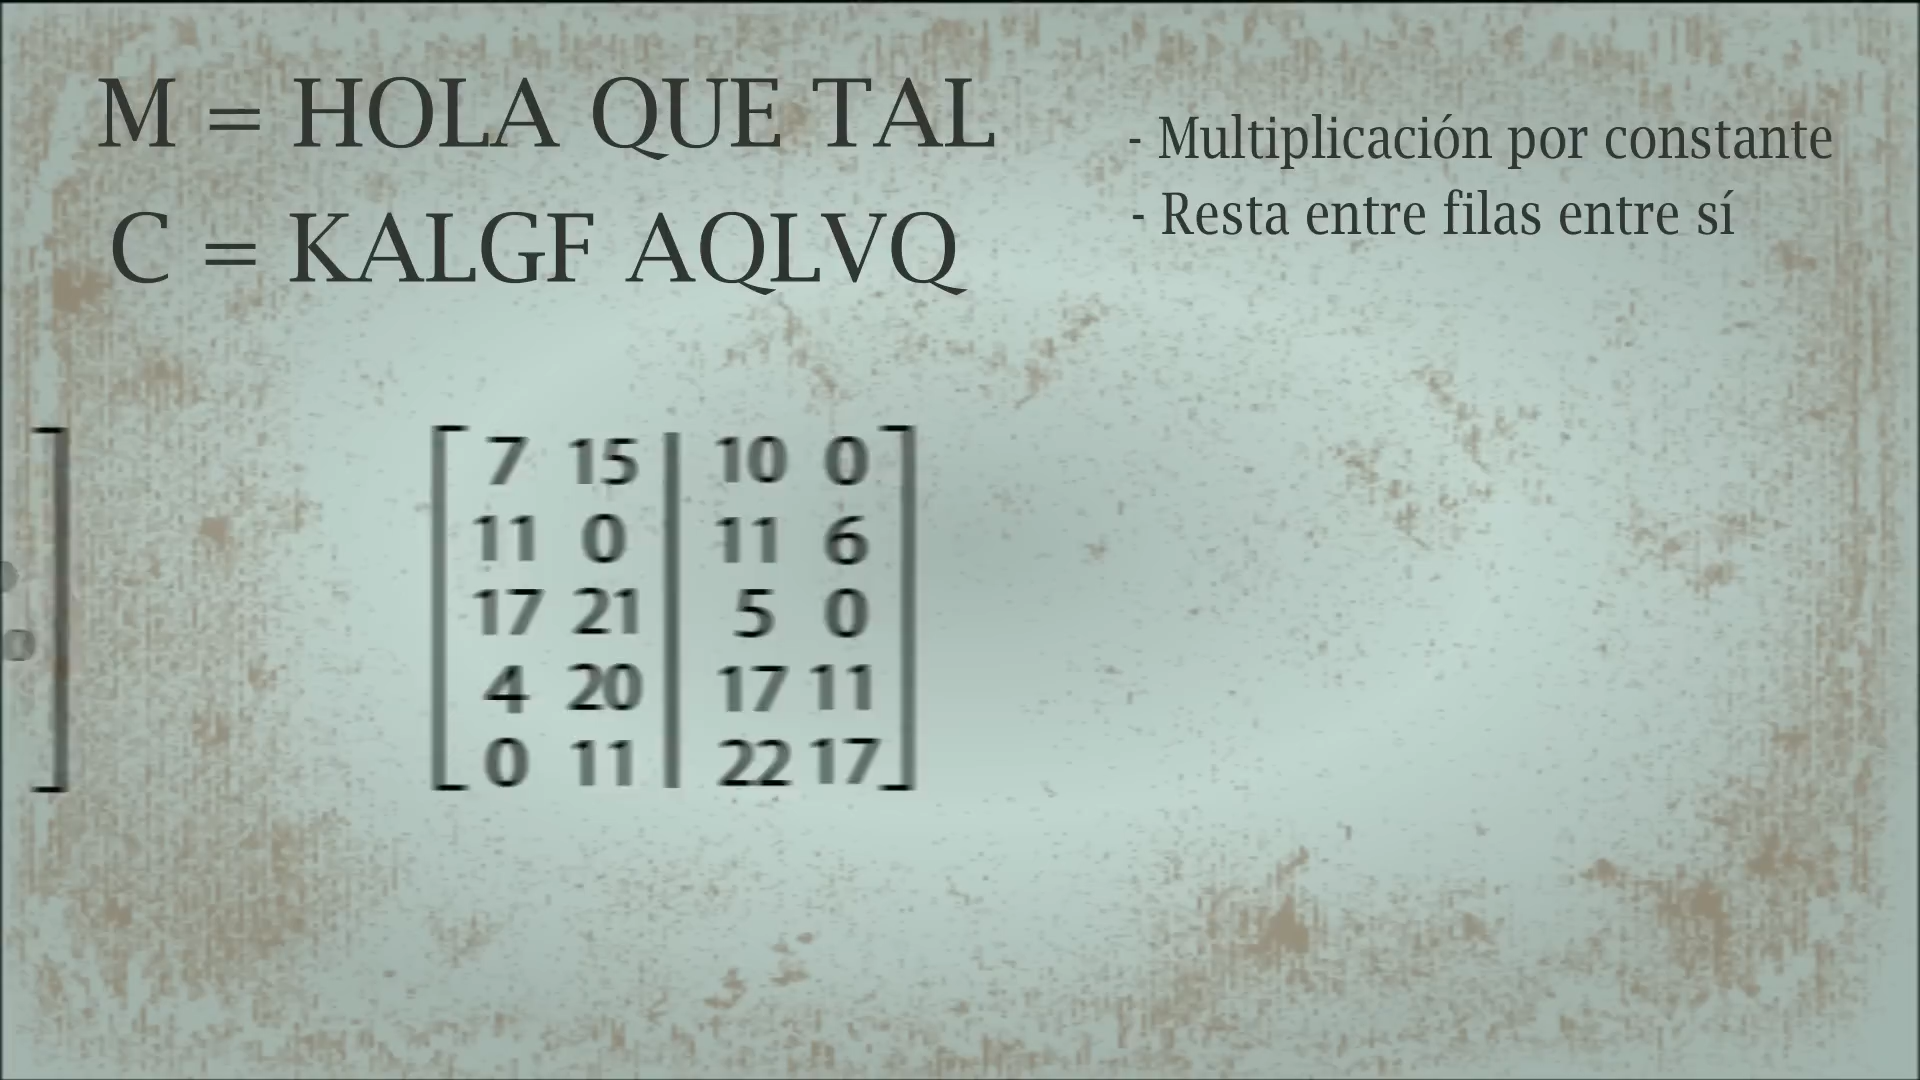 M = HOLA QUE TAL
C = KALGF AQLVQ
- Multiplicación por constante
- Resta entre filas entre sí
7 15 10 0
11 0 11 6
17 21 5 0
4 20 17 11
0 11 22 17